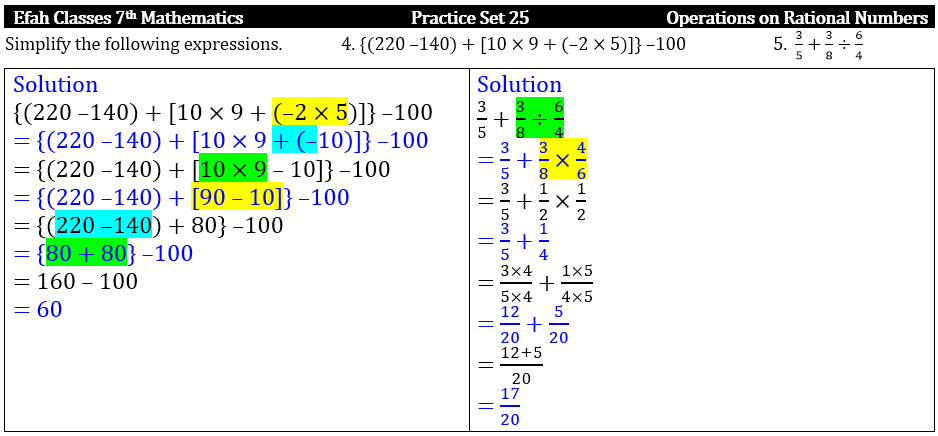 Efah Classes 7th Mathematics Practice Set 25 Operations on Rational Numbers
Simplify the following expressions. 4. {(220 –140) + [10 × 9 + (–2 × 5)]} –100 5. 3/5 + 3/8 ÷ 6/4
Solution
{(220 –140) + [10 × 9 + (–2 × 5)]} –100
= {(220 –140) + [10 × 9 + (–10)]} –100
= {(220 –140) + [10 × 9 – 10]} –100
= {(220 –140) + [90 – 10]} –100
= {(220 –140) + 80} –100
= {80 + 80} –100
= 160 – 100
= 60
Solution
3/5 + 3/8 ÷ 6/4
= 3/5 + 3/8 × 4/6
= 3/5 + 1/2 × 1/2
= 3/5 + 1/4
= 3×4/5×4 + 1×5/4×5
= 12/20 + 5/20
= 12+5/20
= 17/20